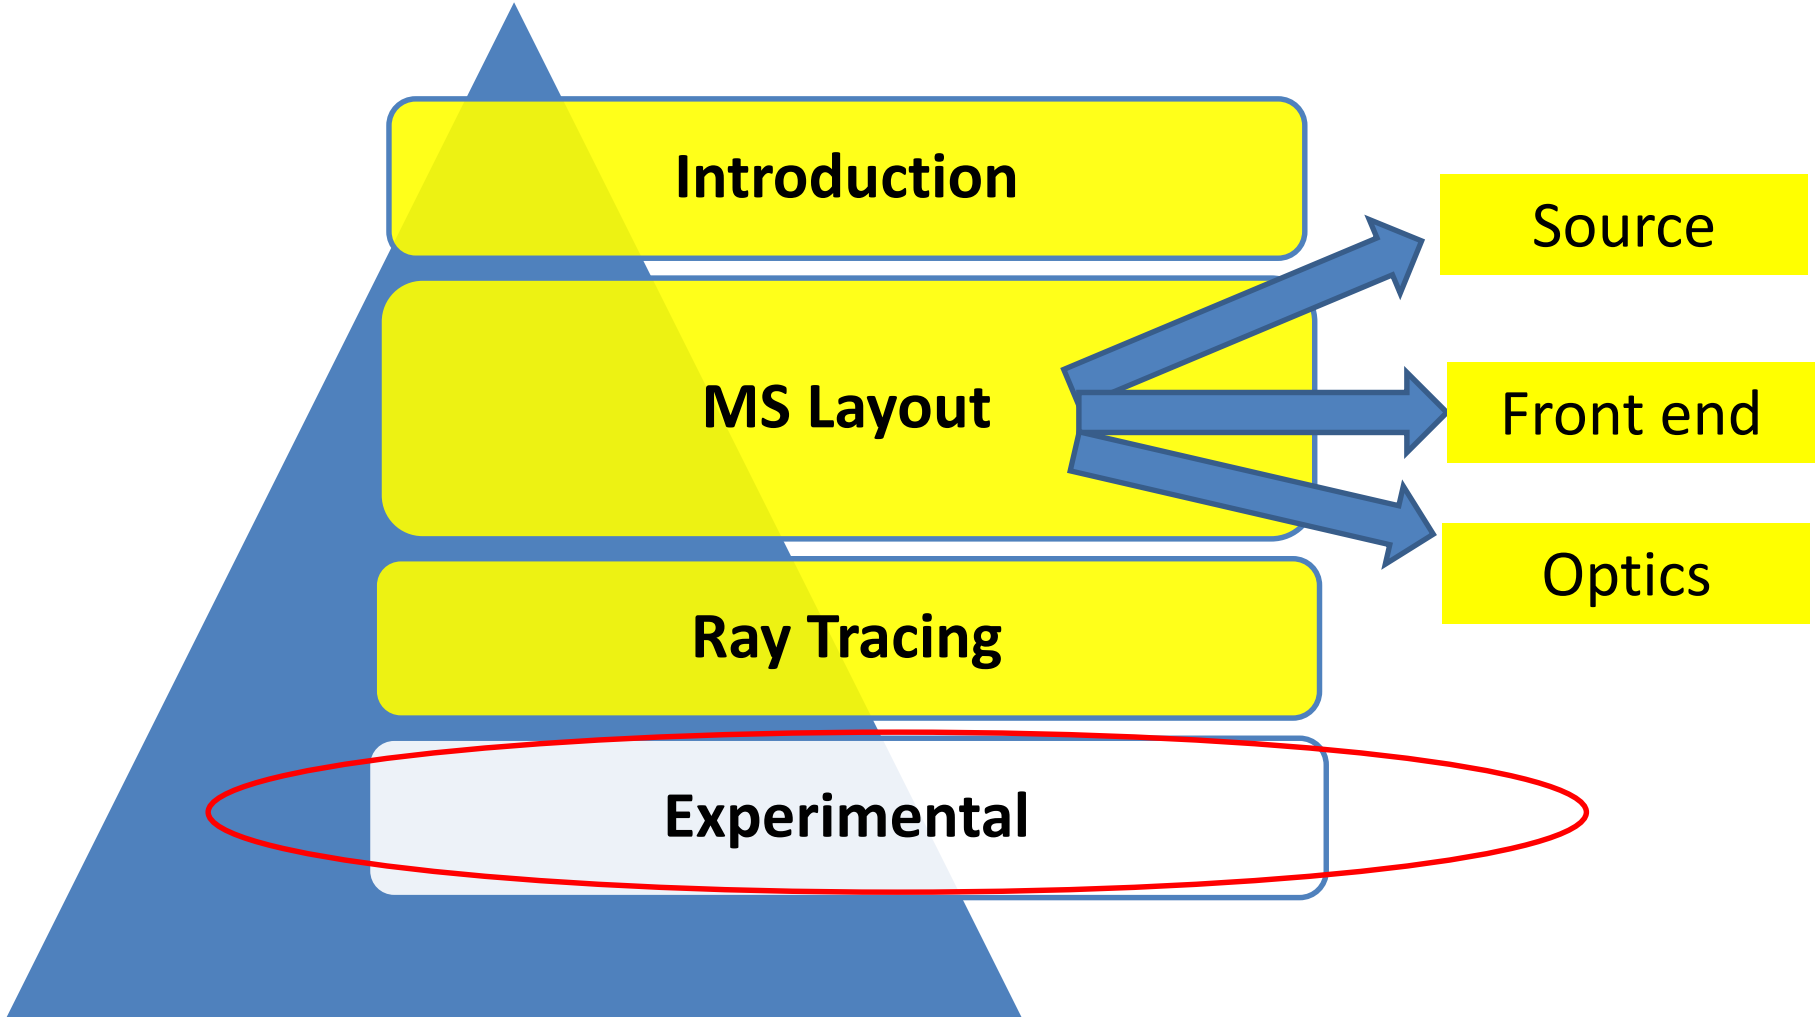 Introduction
MS Layout
Ray Tracing
Experimental
Source
Front end
Optics